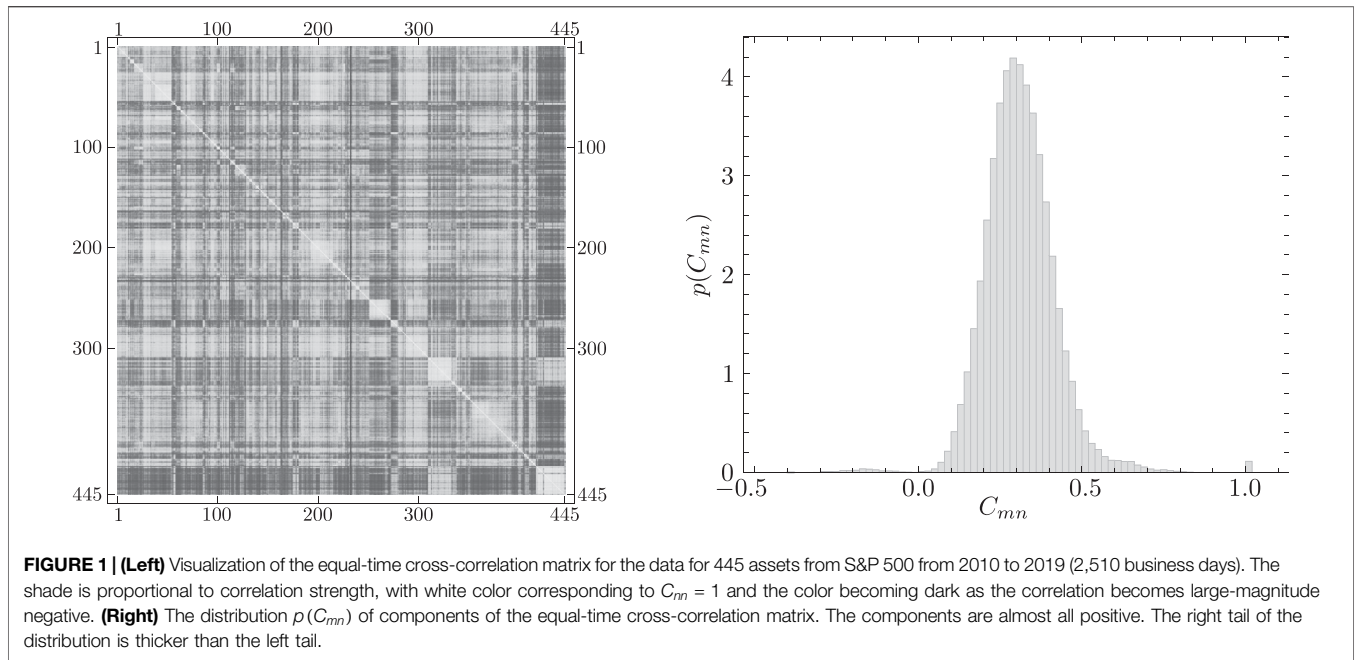 1 100 200 300 445
1 1
100 100
200 200
300 300
445 445
1 100 200 300 445
4
3
2
1
0
p(Cmn)
−0.5 0.0 0.5 1.0
Cmn
FIGURE 1 | (Left) Visualization of the equal-time cross-correlation matrix for the data for 445 assets from S&P 500 from 2010 to 2019 (2,510 business days). The
shade is proportional to correlation strength, with white color corresponding to Cnn = 1 and the color becoming dark as the correlation becomes large-magnitude
negative. (Right) The distribution p (Cmn) of components of the equal-time cross-correlation matrix. The components are almost all positive. The right tail of the
distribution is thicker than the left tail.